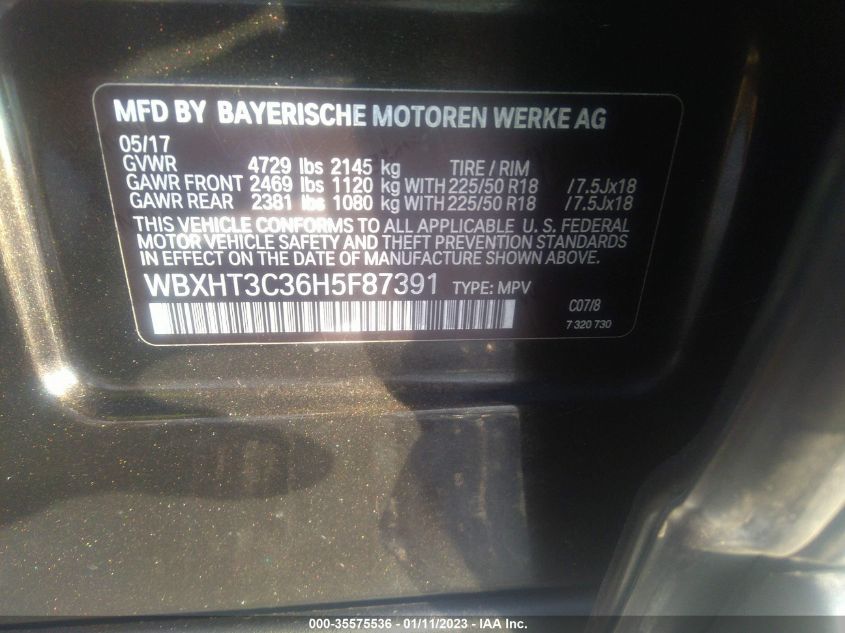 MFD BY BAYERISCHE MOTOREN WERKE AG
05/17
GVWR 4729 lbs 2145 kg TIRE / RIM
GAWR FRONT 2469 lbs 1120 kg WITH 225/50 R18 / 7.5Jx18
GAWR REAR 2381 lbs 1080 kg WITH 225/50 R18 / 7.5Jx18
THIS VEHICLE CONFORMS TO ALL APPLICABLE U. S. FEDERAL
MOTOR VEHICLE SAFETY AND THEFT PREVENTION STANDARDS
IN EFFECT ON THE DATE OF MANUFACTURE SHOWN ABOVE.
WBXHT3C36H5F87391 TYPE: MPV
C07/8
7 320 730
000-35575536 - 01/11/2023 - IAA Inc.